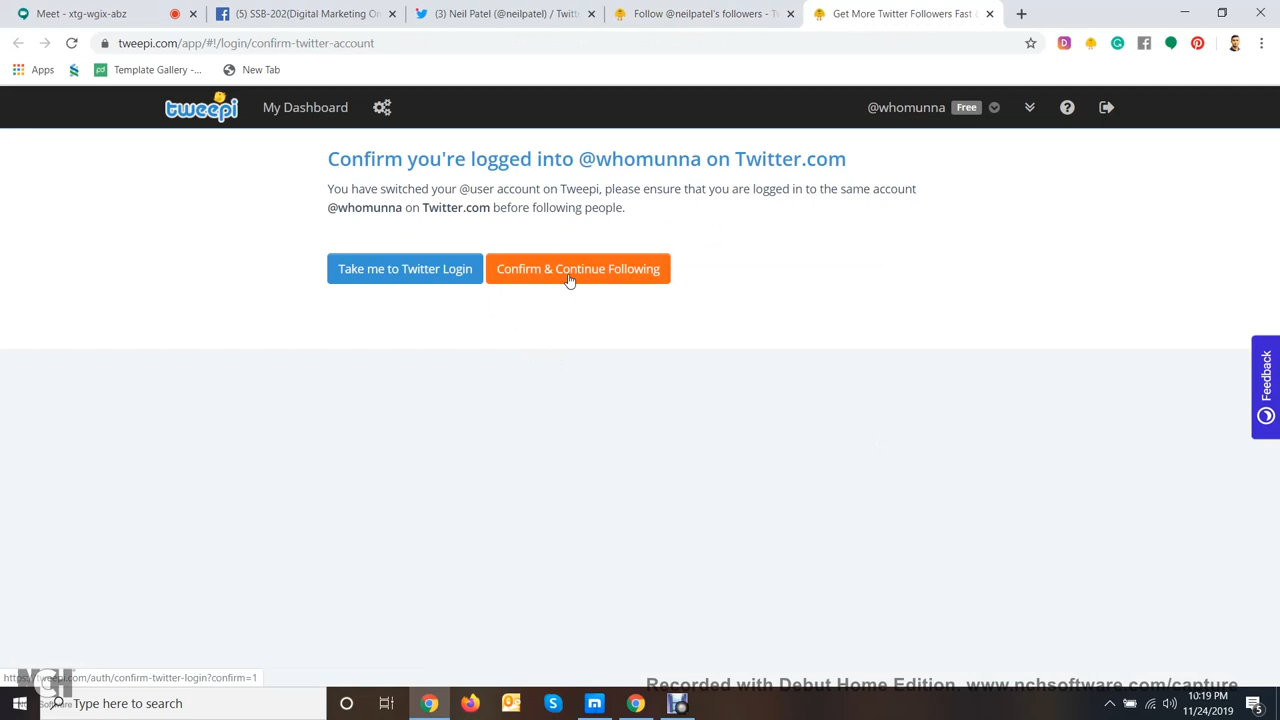 Meet - xtg-wgix-abz
(5) SSB-202(Digital Marketing On
(3) Neil Patel (@neilpatel) / Twitt
Follow @neilpatel's followers - T
Get More Twitter Followers Fast
tweepi.com/app/#!/login/confirm-twitter-account
Apps
Template Gallery -...
New Tab
tweepi
My Dashboard
@whomunna
Free
Confirm you're logged into @whomunna on Twitter.com
You have switched your @user account on Tweepi, please ensure that you are logged in to the same account
@whomunna on Twitter.com before following people.
Take me to Twitter Login
Confirm & Continue Following
Feedback
https://tweepi.com/auth/confirm-twitter-login?confirm=1
NCH
Software
Recorded with Debut Home Edition. www.nchsoftware.com/capture
Type here to search
10:19 PM
11/24/2019
5